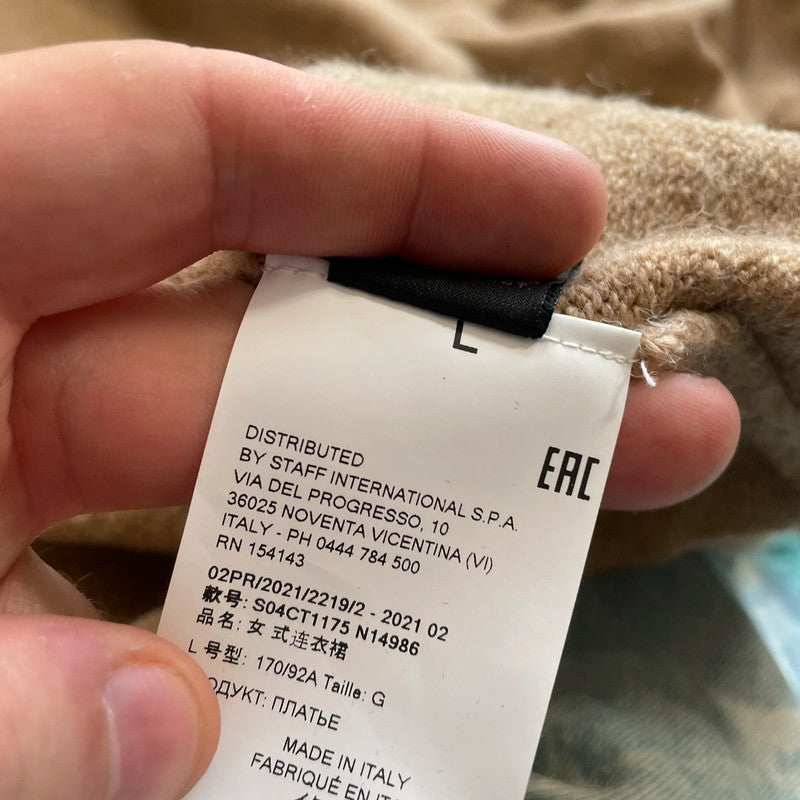 L
EAC
DISTRIBUTED
BY STAFF INTERNATIONAL S.P.A.
VIA DEL PROGRESSO, 10
36025 NOVENTA VICENTINA (VI)
ITALY - PH 0444 784 500
RN 154143
02PR/2021/2219/2 - 2021 02
款号: S04CT1175 N14986
品名: 女 式连衣裙
L 号型: 170/92A Taille: G
ОДУКТ: ПЛАТЬЕ
MADE IN ITALY
FABRIQUÉ EN